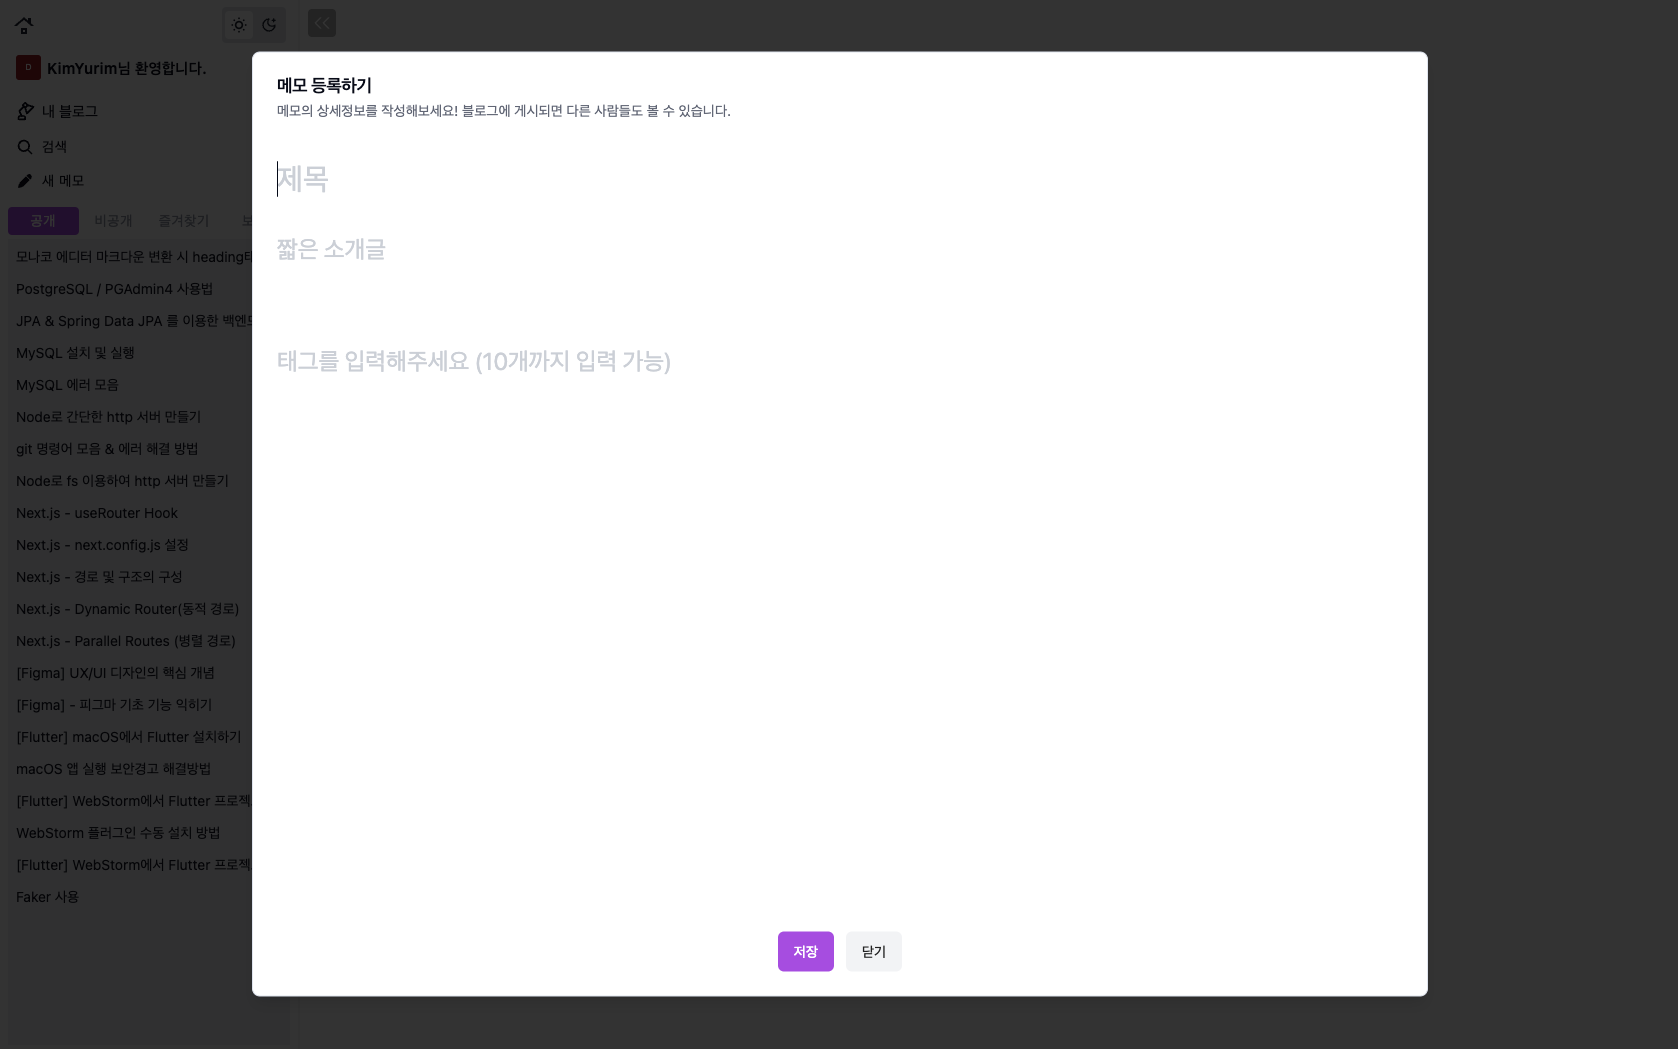 KimYurim님 환영합니다.
내 블로그
검색
새 메모
공개 비공개 즐겨찾기
모나코 에디터 마크다운 변환 시 heading태
PostgreSQL / PGAdmin4 사용법
JPA & Spring Data JPA 를 이용한 백엔드
MySQL 설치 및 실행
MySQL 에러 모음
Node로 간단한 http 서버 만들기
git 명령어 모음 & 에러 해결 방법
Node로 fs 이용하여 http 서버 만들기
Next.js - useRouter Hook
Next.js - next.config.js 설정
Next.js - 경로 및 구조의 구성
Next.js - Dynamic Router(동적 경로)
Next.js - Parallel Routes (병렬 경로)
[Figma] UX/UI 디자인의 핵심 개념
[Figma] - 피그마 기초 기능 익히기
[Flutter] macOS에서 Flutter 설치하기
macOS 앱 실행 보안경고 해결방법
[Flutter] WebStorm에서 Flutter 프로젝
WebStorm 플러그인 수동 설치 방법
[Flutter] WebStorm에서 Flutter 프로젝
Faker 사용
메모 등록하기
메모의 상세정보를 작성해보세요! 블로그에 게시되면 다른 사람들도 볼 수 있습니다.
제목
짧은 소개글
태그를 입력해주세요 (10개까지 입력 가능)
저장 닫기